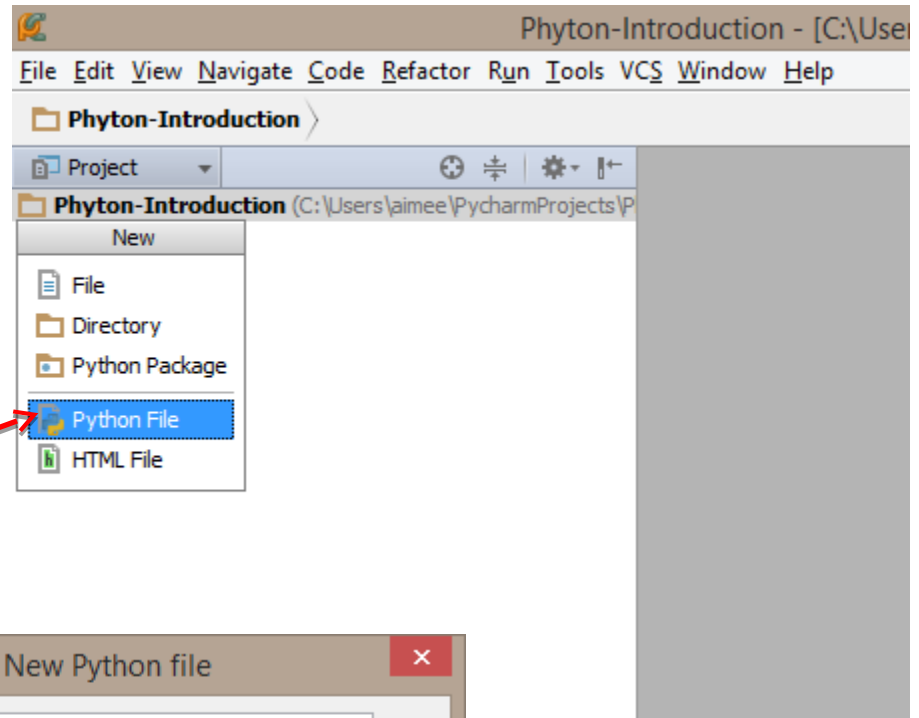 Phyton-Introduction - [C:\User
File Edit View Navigate Code Refactor Run Tools VCS Window Help
Phyton-Introduction
Project
Phyton-Introduction (C:\Users\aimee\PycharmProjects\P
New
File
Directory
Python Package
Python File
HTML File
New Python file